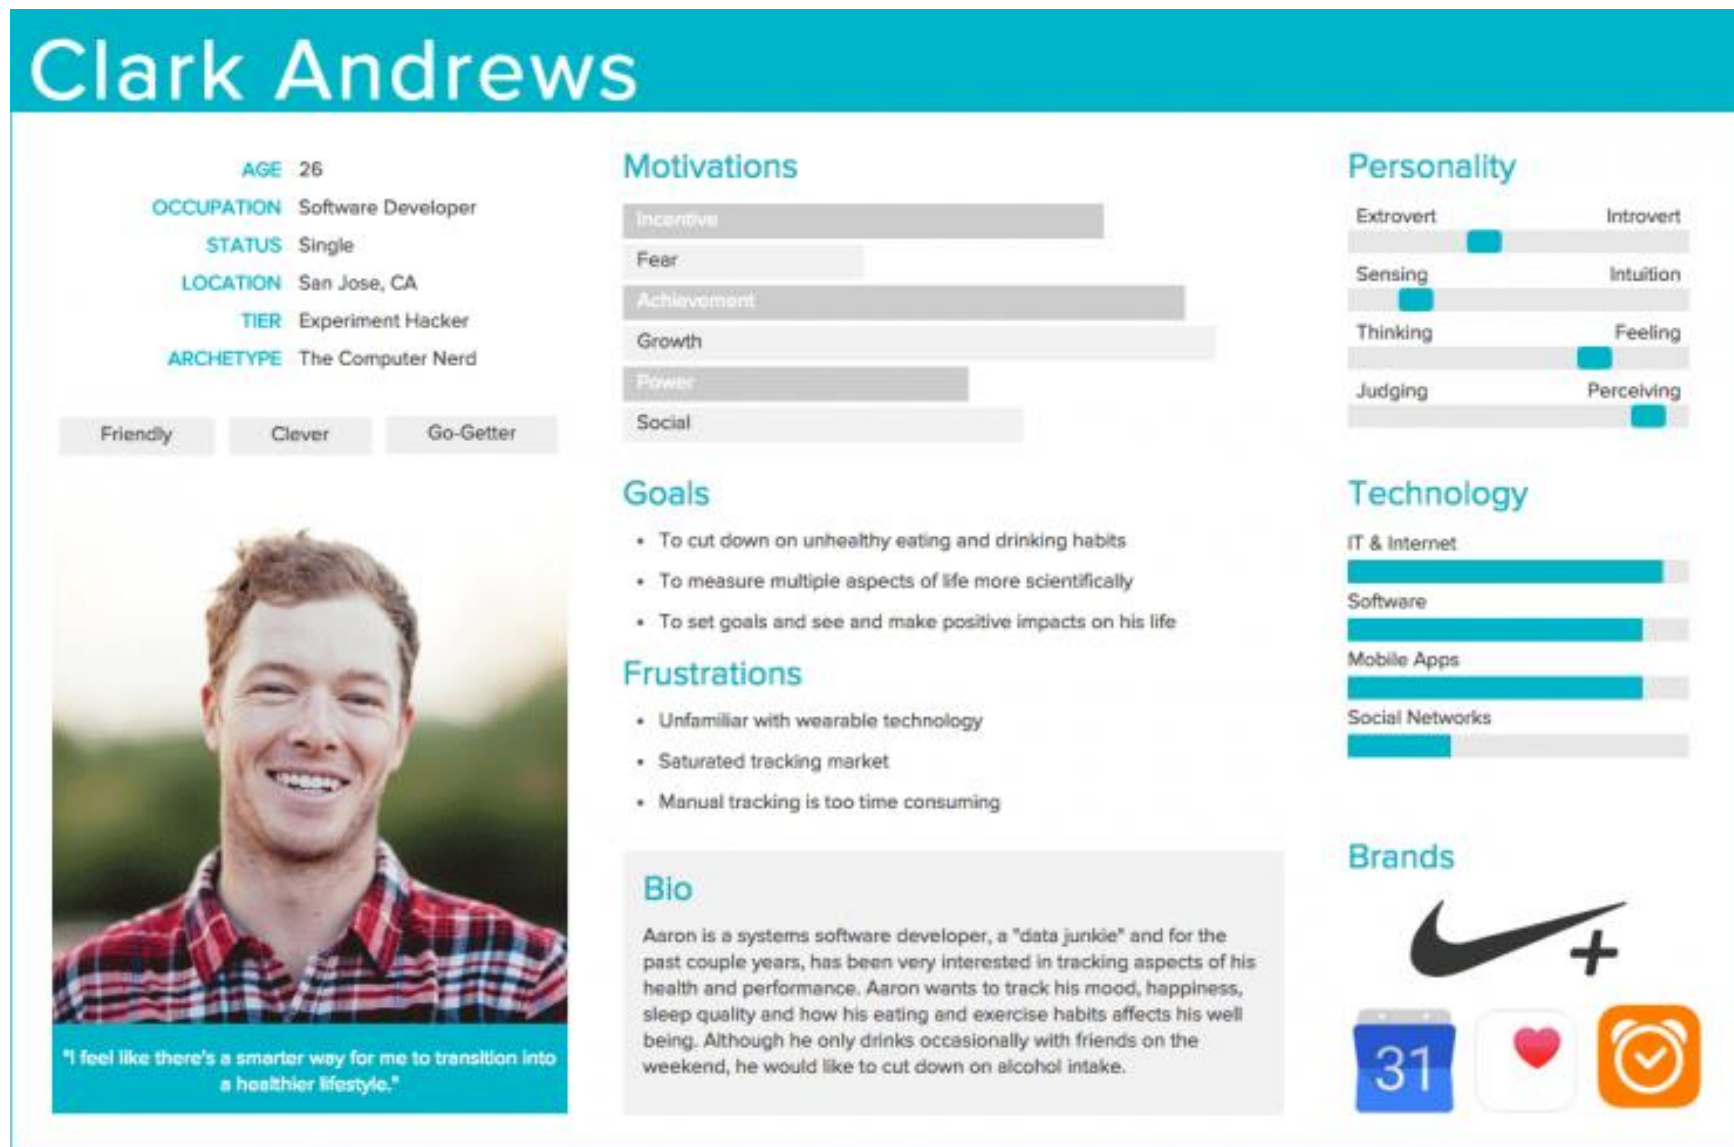 Clark Andrews
AGE 26
OCCUPATION Software Developer
STATUS Single
LOCATION San Jose, CA
TIER Experiment Hacker
ARCHETYPE The Computer Nerd
Friendly Clever Go-Getter
"I feel like there's a smarter way for me to transition into
a healthier lifestyle."
Motivations
Incentive
Fear
Achievement
Growth
Power
Social
Goals
• To cut down on unhealthy eating and drinking habits
• To measure multiple aspects of life more scientifically
• To set goals and see and make positive impacts on his life
Frustrations
• Unfamiliar with wearable technology
• Saturated tracking market
• Manual tracking is too time consuming
Bio
Aaron is a systems software developer, a "data junkie" and for the
past couple years, has been very interested in tracking aspects of his
health and performance. Aaron wants to track his mood, happiness,
sleep quality and how his eating and exercise habits affects his well
being. Although he only drinks occasionally with friends on the
weekend, he would like to cut down on alcohol intake.
Personality
Extrovert Introvert
Sensing Intuition
Thinking Feeling
Judging Perceiving
Technology
IT & Internet
Software
Mobile Apps
Social Networks
Brands
+
31